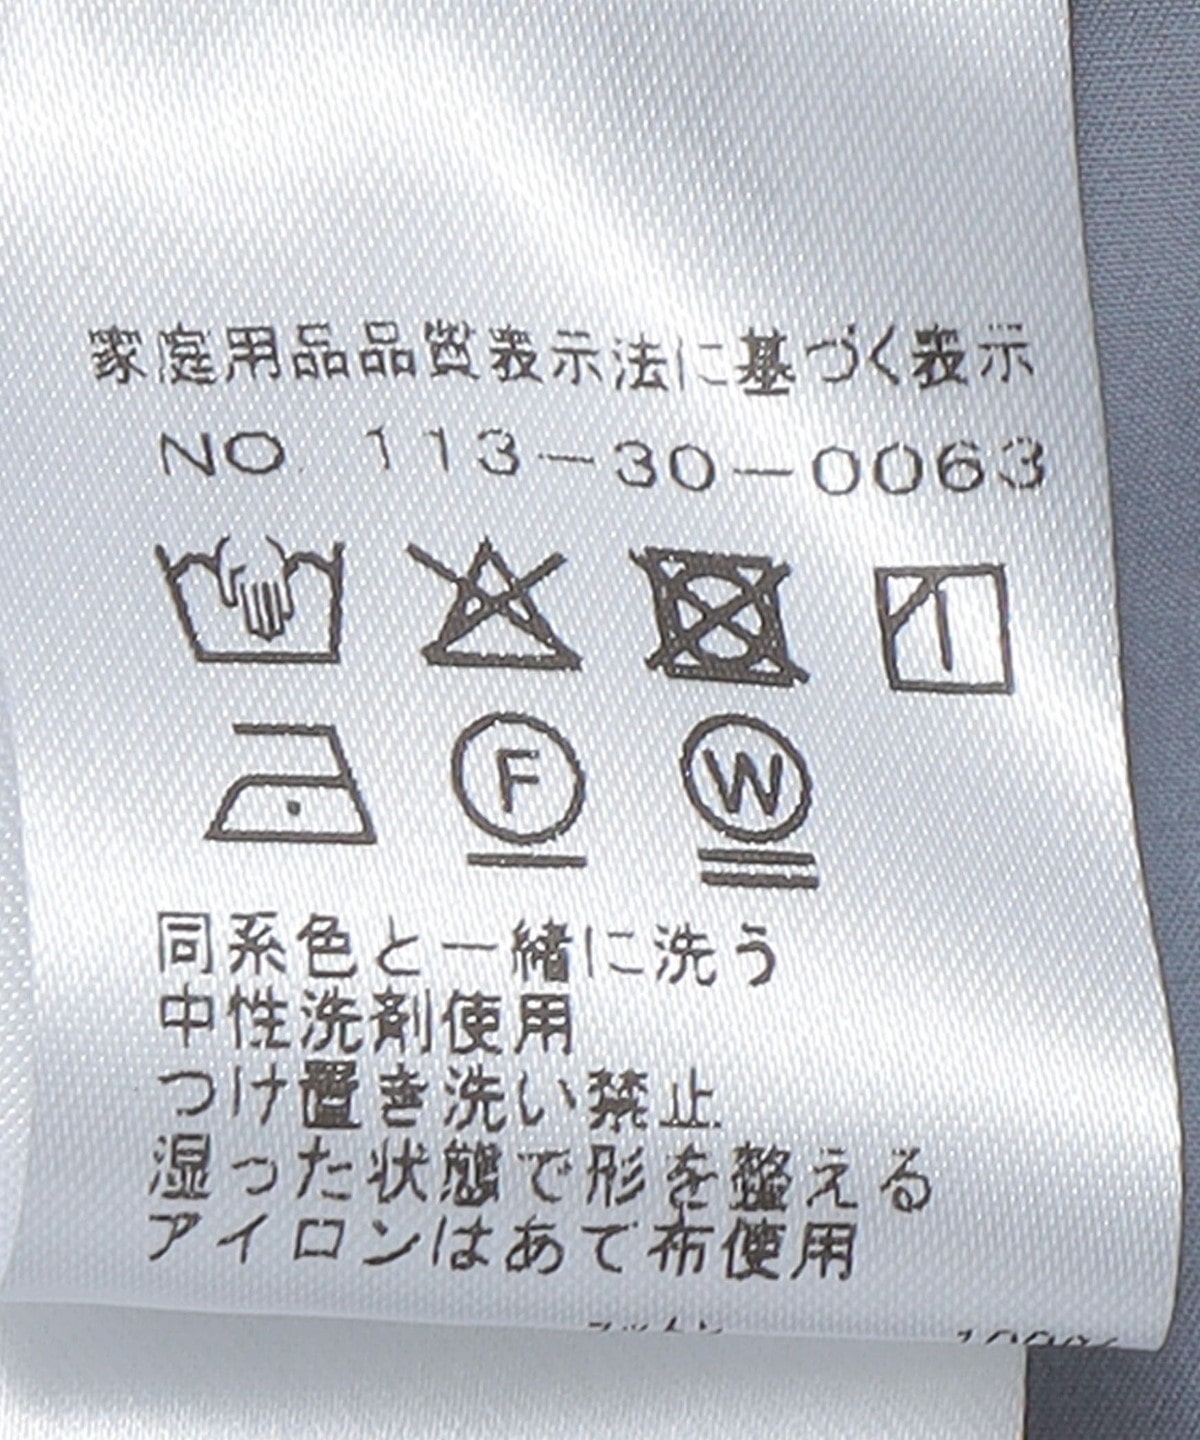 家庭用品品質表示法に基づく表示
NO. 113-30-0063
F W
同系色と一緒に洗う
中性洗剤使用
つけ置き洗い禁止
湿った状態で形を整える
アイロンはあて布使用